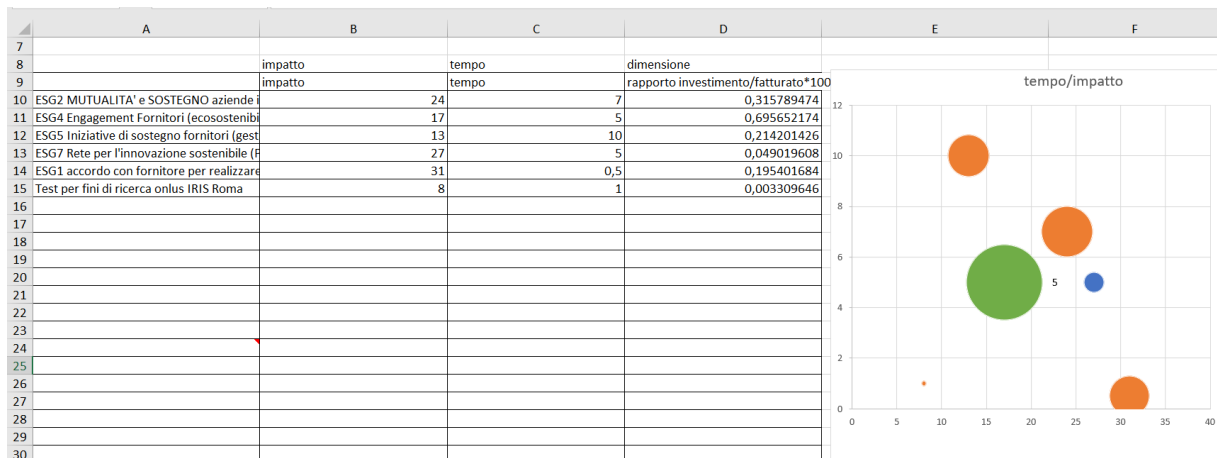 A B C D E F
7
8 impatto tempo dimensione
9 impatto tempo rapporto investimento/fatturato*100
10 ESG2 MUTUALITA' e SOSTEGNO aziende i 24 7 0,315789474
11 ESG4 Engagement Fornitori (ecosostenibi 17 5 0,695652174
12 ESG5 Iniziative di sostegno fornitori (gest 13 10 0,214201426
13 ESG7 Rete per l'innovazione sostenibile (F 27 5 0,049019608
14 ESG1 accordo con fornitore per realizzare 31 0,5 0,195401684
15 Test per fini di ricerca onlus IRIS Roma 8 1 0,003309646
16
17
18
19
20
21
22
23
24
25
26
27
28
29
30
tempo/impatto
12
10
8
6
5
4
2
0
0 5 10 15 20 25 30 35 40